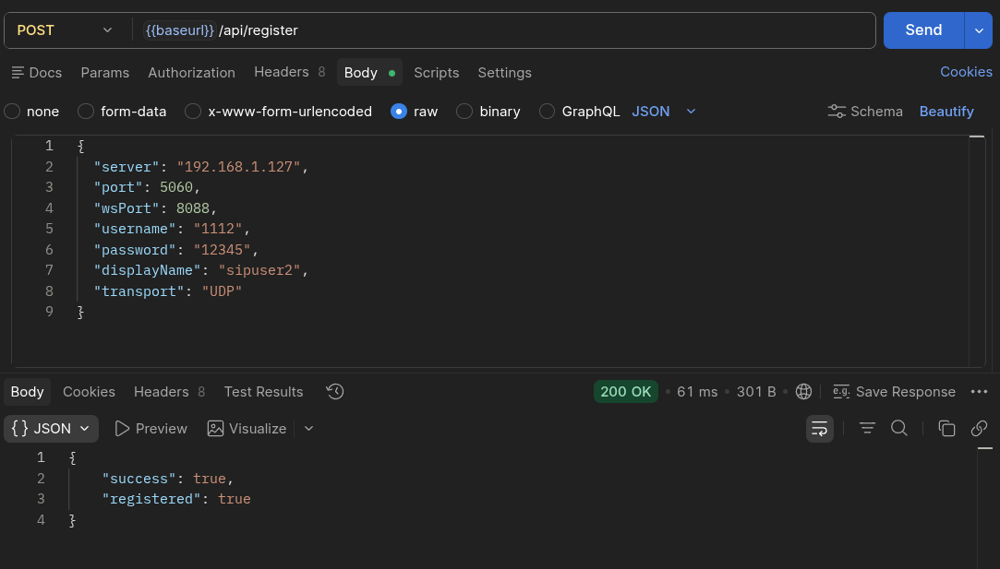 POST {{baseurl}} /api/register Send
Docs Params Authorization Headers 8 Body Scripts Settings Cookies
none form-data x-www-form-urlencoded raw binary GraphQL JSON Schema Beautify
1 {
2 "server": "192.168.1.127",
3 "port": 5060,
4 "wsPort": 8088,
5 "username": "1112",
6 "password": "12345",
7 "displayName": "sipuser2",
8 "transport": "UDP"
9 }
Body Cookies Headers 8 Test Results 200 OK • 61 ms • 301 B • e.g. Save Response
{} JSON Preview Visualize
1 {
2 "success": true,
3 "registered": true
4 }